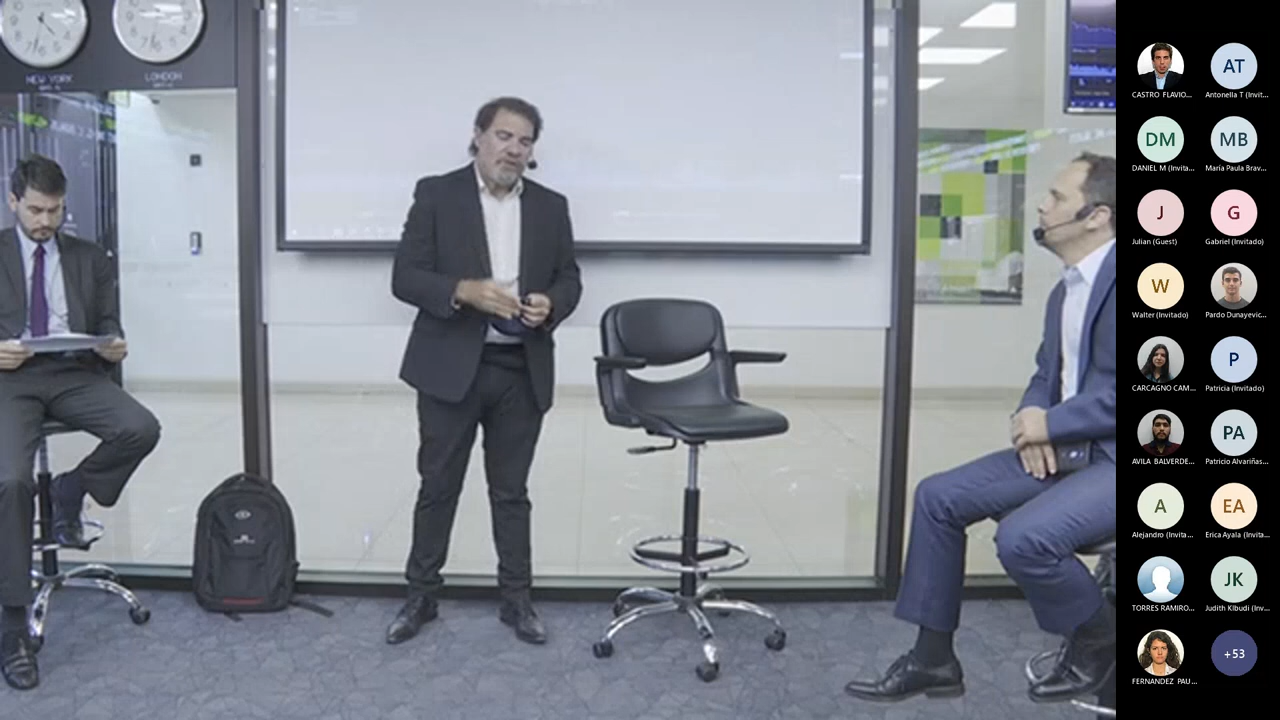 NEW YORK
LONDON
CASTRO FLAVIO...
AT
Antonella T (Invit...
DM
DANIEL M (Invita...
MB
María Paula Brav...
J
Julian (Guest)
G
Gabriel (Invitado)
W
Walter (Invitado)
Pardo Dunayevic...
CARCAGNO CAM...
P
Patricia (Invitado)
AVILA BALVERDE...
PA
Patricio Alvariñas...
A
Alejandro (Invita...
EA
Erica Ayala (Invita...
TORRES RAMIRO...
JK
Judith Klbudi (Inv...
FERNANDEZ PAU...
+53